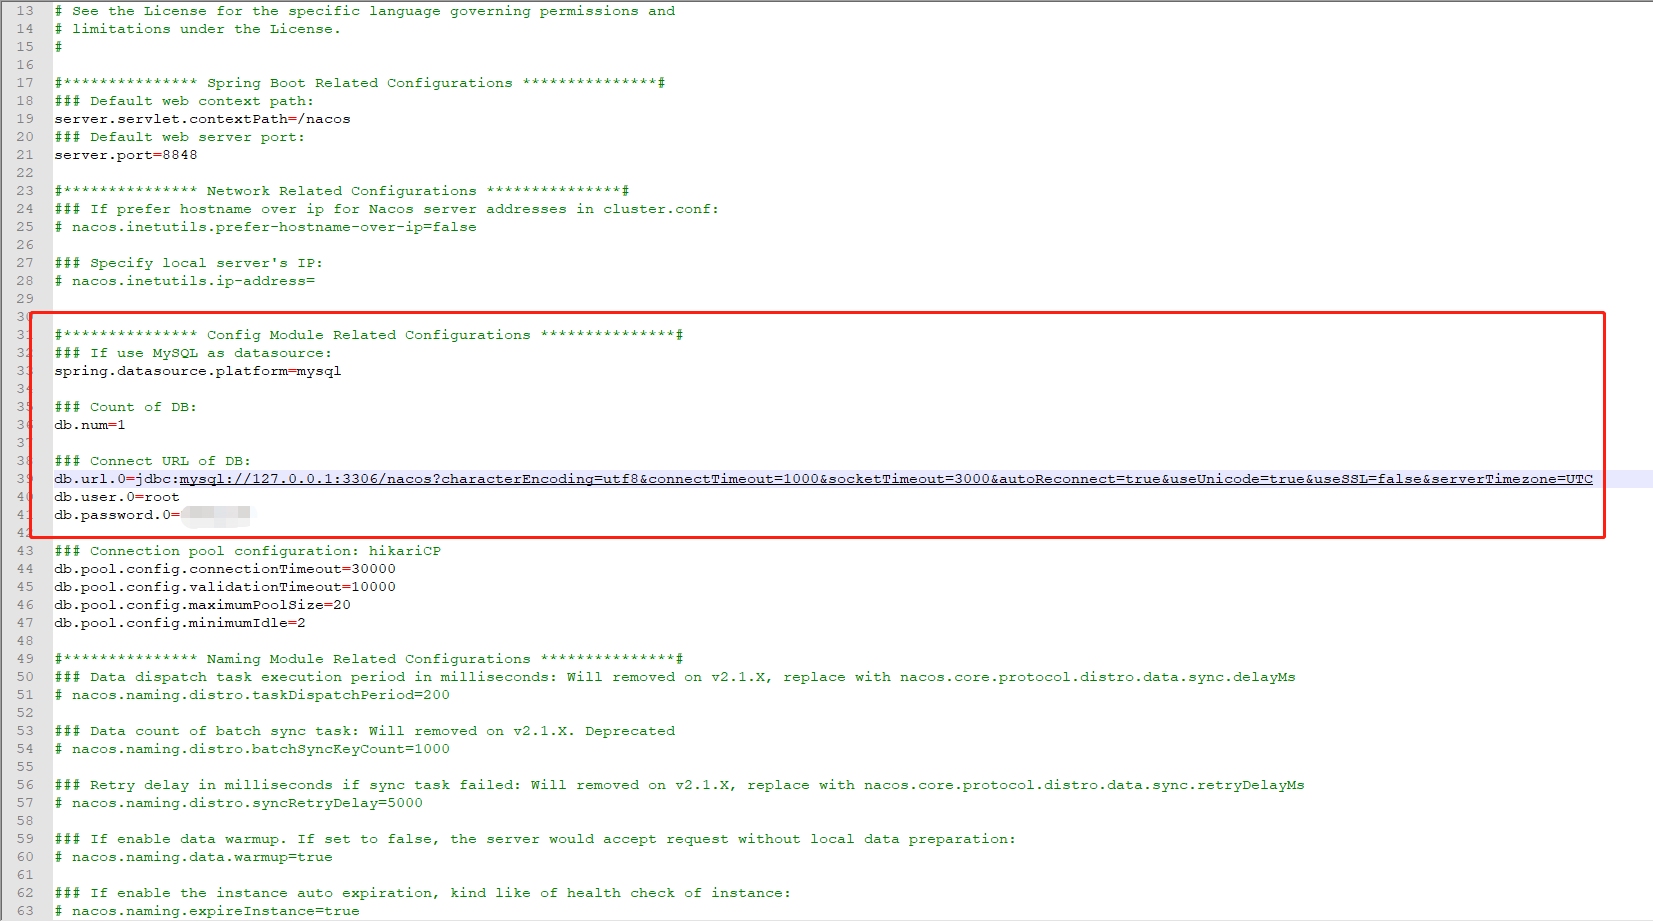 13 # See the License for the specific language governing permissions and
14 # limitations under the License.
15 #
16
17 #*************** Spring Boot Related Configurations ***************#
18 ### Default web context path:
19 server.servlet.contextPath=/nacos
20 ### Default web server port:
21 server.port=8848
22
23 #*************** Network Related Configurations ***************#
24 ### If prefer hostname over ip for Nacos server addresses in cluster.conf:
25 # nacos.inetutils.prefer-hostname-over-ip=false
26
27 ### Specify local server's IP:
28 # nacos.inetutils.ip-address=
29
30
31 #*************** Config Module Related Configurations ***************#
32 ### If use MySQL as datasource:
33 spring.datasource.platform=mysql
34
35 ### Count of DB:
36 db.num=1
37
38 ### Connect URL of DB:
39 db.url.0=jdbc:mysql://127.0.0.1:3306/nacos?characterEncoding=utf8&connectTimeout=1000&socketTimeout=3000&autoReconnect=true&useUnicode=true&useSSL=false&serverTimezone=UTC
40 db.user.0=root
41 db.password.0=
42
43 ### Connection pool configuration: hikariCP
44 db.pool.config.connectionTimeout=30000
45 db.pool.config.validationTimeout=10000
46 db.pool.config.maximumPoolSize=20
47 db.pool.config.minimumIdle=2
48
49 #*************** Naming Module Related Configurations ***************#
50 ### Data dispatch task execution period in milliseconds: Will removed on v2.1.X, replace with nacos.core.protocol.distro.data.sync.delayMs
51 # nacos.naming.distro.taskDispatchPeriod=200
52
53 ### Data count of batch sync task: Will removed on v2.1.X. Deprecated
54 # nacos.naming.distro.batchSyncKeyCount=1000
55
56 ### Retry delay in milliseconds if sync task failed: Will removed on v2.1.X, replace with nacos.core.protocol.distro.data.sync.retryDelayMs
57 # nacos.naming.distro.syncRetryDelay=5000
58
59 ### If enable data warmup. If set to false, the server would accept request without local data preparation:
60 # nacos.naming.data.warmup=true
61
62 ### If enable the instance auto expiration, kind like of health check of instance:
63 # nacos.naming.expireInstance=true